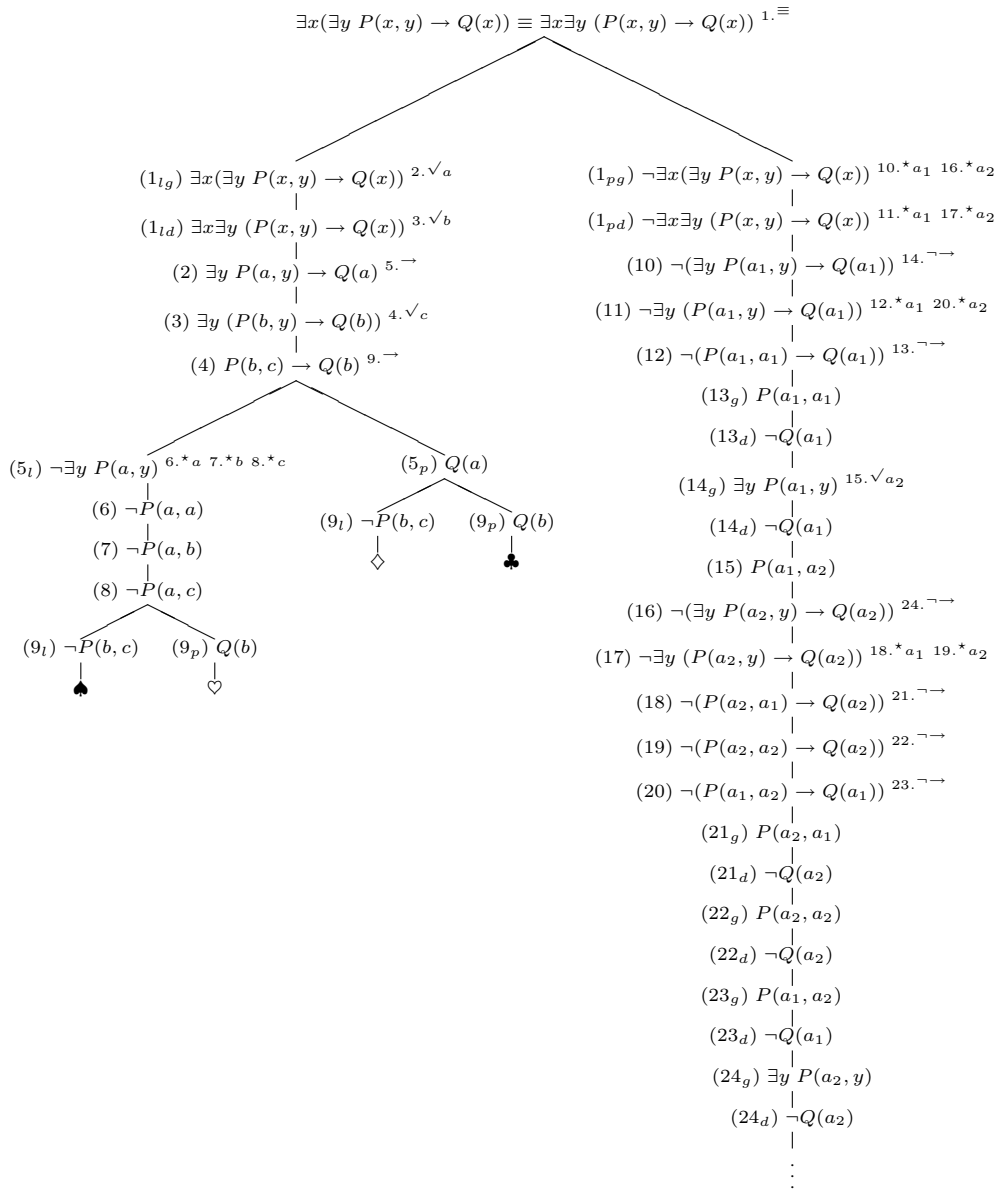 ∃x(∃y P(x, y) → Q(x)) ≡ ∃x∃y (P(x, y) → Q(x)) 1.≡
(1lg) ∃x(∃y P(x, y) → Q(x)) 2.√a
(1ld) ∃x∃y (P(x, y) → Q(x)) 3.√b
(2) ∃y P(a, y) → Q(a) 5.→
(3) ∃y (P(b, y) → Q(b)) 4.√c
(4) P(b, c) → Q(b) 9.→
(5l) ¬∃y P(a, y) 6.⋆a 7.⋆b 8.⋆c
(6) ¬P(a, a)
(7) ¬P(a, b)
(8) ¬P(a, c)
(9l) ¬P(b, c) (9p) Q(b)
♠ ♡
(5p) Q(a)
(9l) ¬P(b, c) (9p) Q(b)
♢ ♣
(1pg) ¬∃x(∃y P(x, y) → Q(x)) 10.⋆a1 16.⋆a2
(1pd) ¬∃x∃y (P(x, y) → Q(x)) 11.⋆a1 17.⋆a2
(10) ¬(∃y P(a1, y) → Q(a1)) 14.¬→
(11) ¬∃y (P(a1, y) → Q(a1)) 12.⋆a1 20.⋆a2
(12) ¬(P(a1, a1) → Q(a1)) 13.¬→
(13g) P(a1, a1)
(13d) ¬Q(a1)
(14g) ∃y P(a1, y) 15.√a2
(14d) ¬Q(a1)
(15) P(a1, a2)
(16) ¬(∃y P(a2, y) → Q(a2)) 24.¬→
(17) ¬∃y (P(a2, y) → Q(a2)) 18.⋆a1 19.⋆a2
(18) ¬(P(a2, a1) → Q(a2)) 21.¬→
(19) ¬(P(a2, a2) → Q(a2)) 22.¬→
(20) ¬(P(a1, a2) → Q(a1)) 23.¬→
(21g) P(a2, a1)
(21d) ¬Q(a2)
(22g) P(a2, a2)
(22d) ¬Q(a2)
(23g) P(a1, a2)
(23d) ¬Q(a1)
(24g) ∃y P(a2, y)
(24d) ¬Q(a2)
⋮